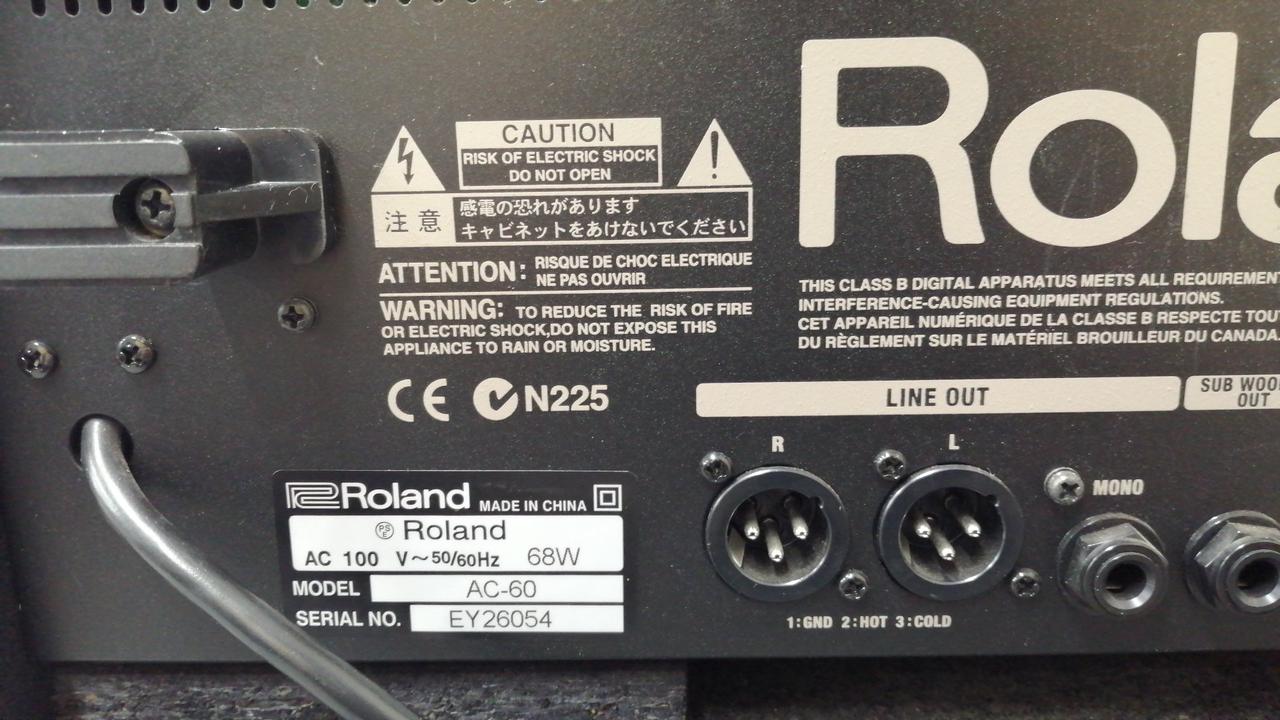 CAUTION
RISK OF ELECTRIC SHOCK
DO NOT OPEN
注意
感電の恐れがあります
キャビネットをあけないでください
ATTENTION: RISQUE DE CHOC ELECTRIQUE
NE PAS OUVRIR
WARNING: TO REDUCE THE RISK OF FIRE
OR ELECTRIC SHOCK,DO NOT EXPOSE THIS
APPLIANCE TO RAIN OR MOISTURE.
CE N225
Rola
THIS CLASS B DIGITAL APPARATUS MEETS ALL REQUIREMENT
INTERFERENCE-CAUSING EQUIPMENT REGULATIONS.
CET APPAREIL NUMÉRIQUE DE LA CLASSE B RESPECTE TOUT
DU RÈGLEMENT SUR LE MATÉRIEL BROUILLEUR DU CANADA.
LINE OUT
SUB WOO
OUT
R
L
MONO
1:GND 2:HOT 3:COLD
Roland MADE IN CHINA
PSE Roland
AC 100 V~50/60Hz 68W
MODEL AC-60
SERIAL NO. EY26054